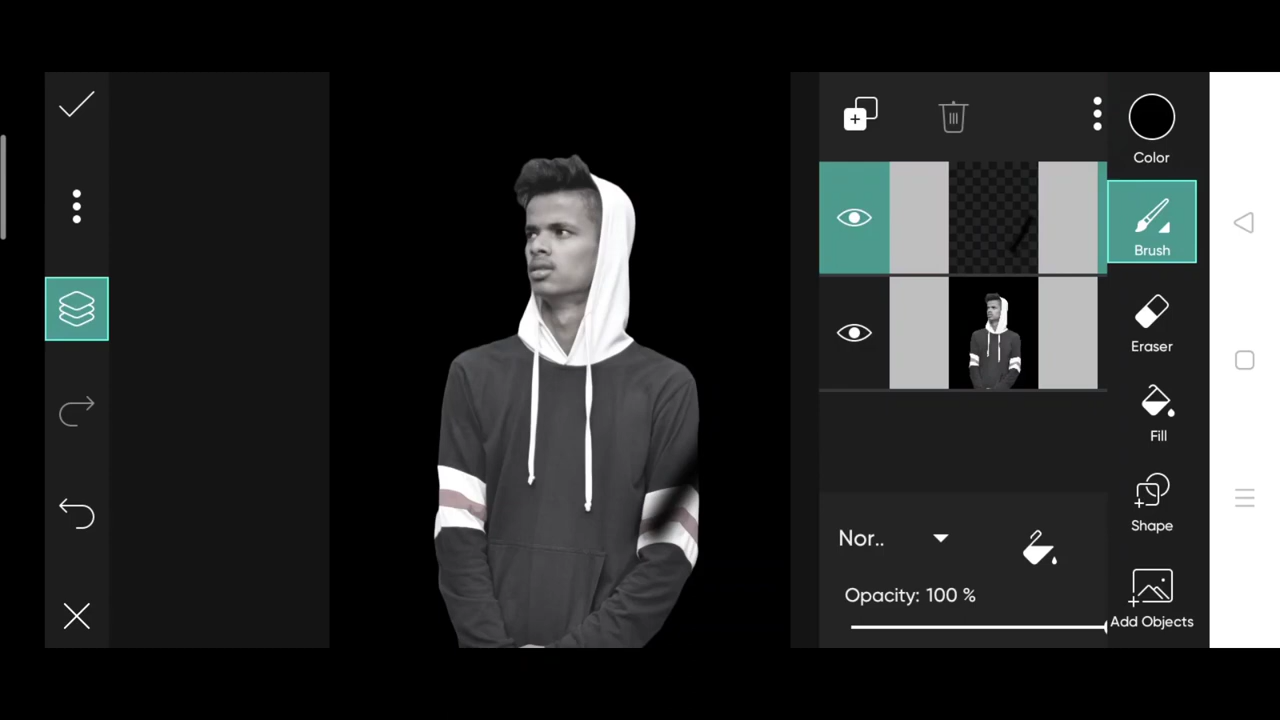 Color
Brush
Eraser
Fill
Nor..
Shape
Opacity: 100 %
Add Objects